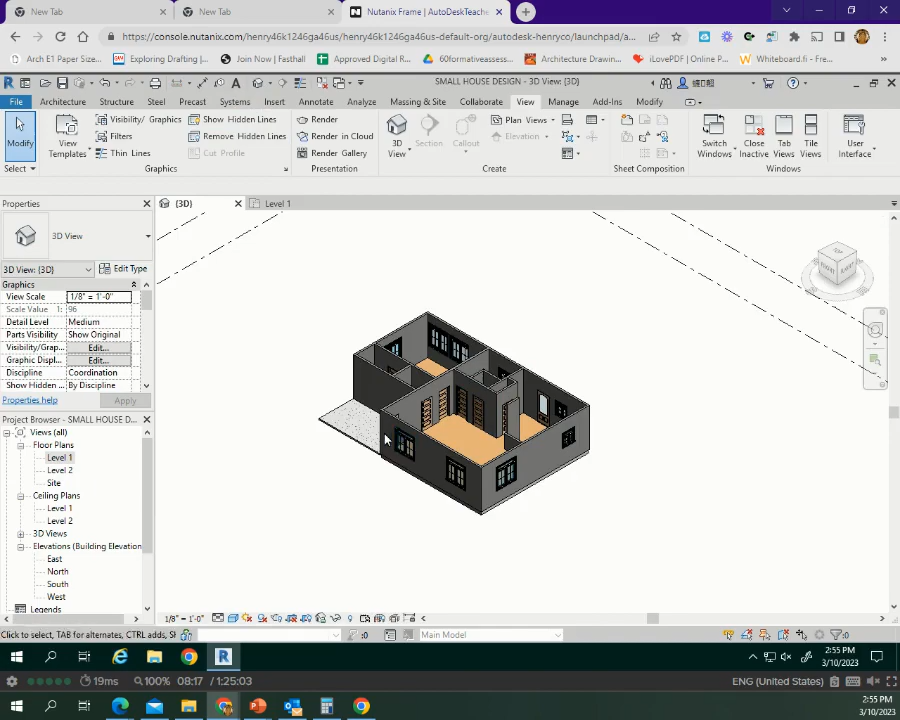 New Tab
New Tab
Nutanix Frame | AutoDeskTeache
https://console.nutanix.com/henry46k1246ga46us/henry46k1246ga46us-default-org/autodesk-henryco/launchpad/a...
Arch E1 Paper Size...
Exploring Drafting |...
Join Now | Fasthall
Approved Digital R...
60formativeassess...
Architecture Drawin...
iLovePDF | Online P...
Whiteboard.fi - Fre...
SMALL HOUSE DESIGN - 3D View: {3D}
File
Architecture
Structure
Steel
Precast
Systems
Insert
Annotate
Analyze
Massing & Site
Collaborate
View
Manage
Add-Ins
Modify
Modify
Select
View
Templates
Visibility/ Graphics
Filters
Thin Lines
Show Hidden Lines
Remove Hidden Lines
Cut Profile
Graphics
Render
Render in Cloud
Render Gallery
Presentation
3D
View
Section
Callout
Plan Views
Elevation
Create
Sheet Composition
Switch
Windows
Close
Inactive
Tab
Views
Tile
Views
Windows
User
Interface
Properties
{3D}
Level 1
3D View
3D View: {3D}
Edit Type
Graphics
View Scale 1/8" = 1'-0"
Scale Value 1: 96
Detail Level Medium
Parts Visibility Show Original
Visibility/Grap... Edit...
Graphic Displ... Edit...
Discipline Coordination
Show Hidden ... By Discipline
Properties help
Apply
Project Browser - SMALL HOUSE D...
Views (all)
Floor Plans
Level 1
Level 2
Site
Ceiling Plans
Level 1
Level 2
3D Views
Elevations (Building Elevation
East
North
South
West
Legends
1/8" = 1'-0"
Click to select, TAB for alternates, CTRL adds, SH
:0
Main Model
:0
2:55 PM
3/10/2023
19ms
100%
08:17 / 1:25:03
ENG (United States)
2:55 PM
3/10/2023